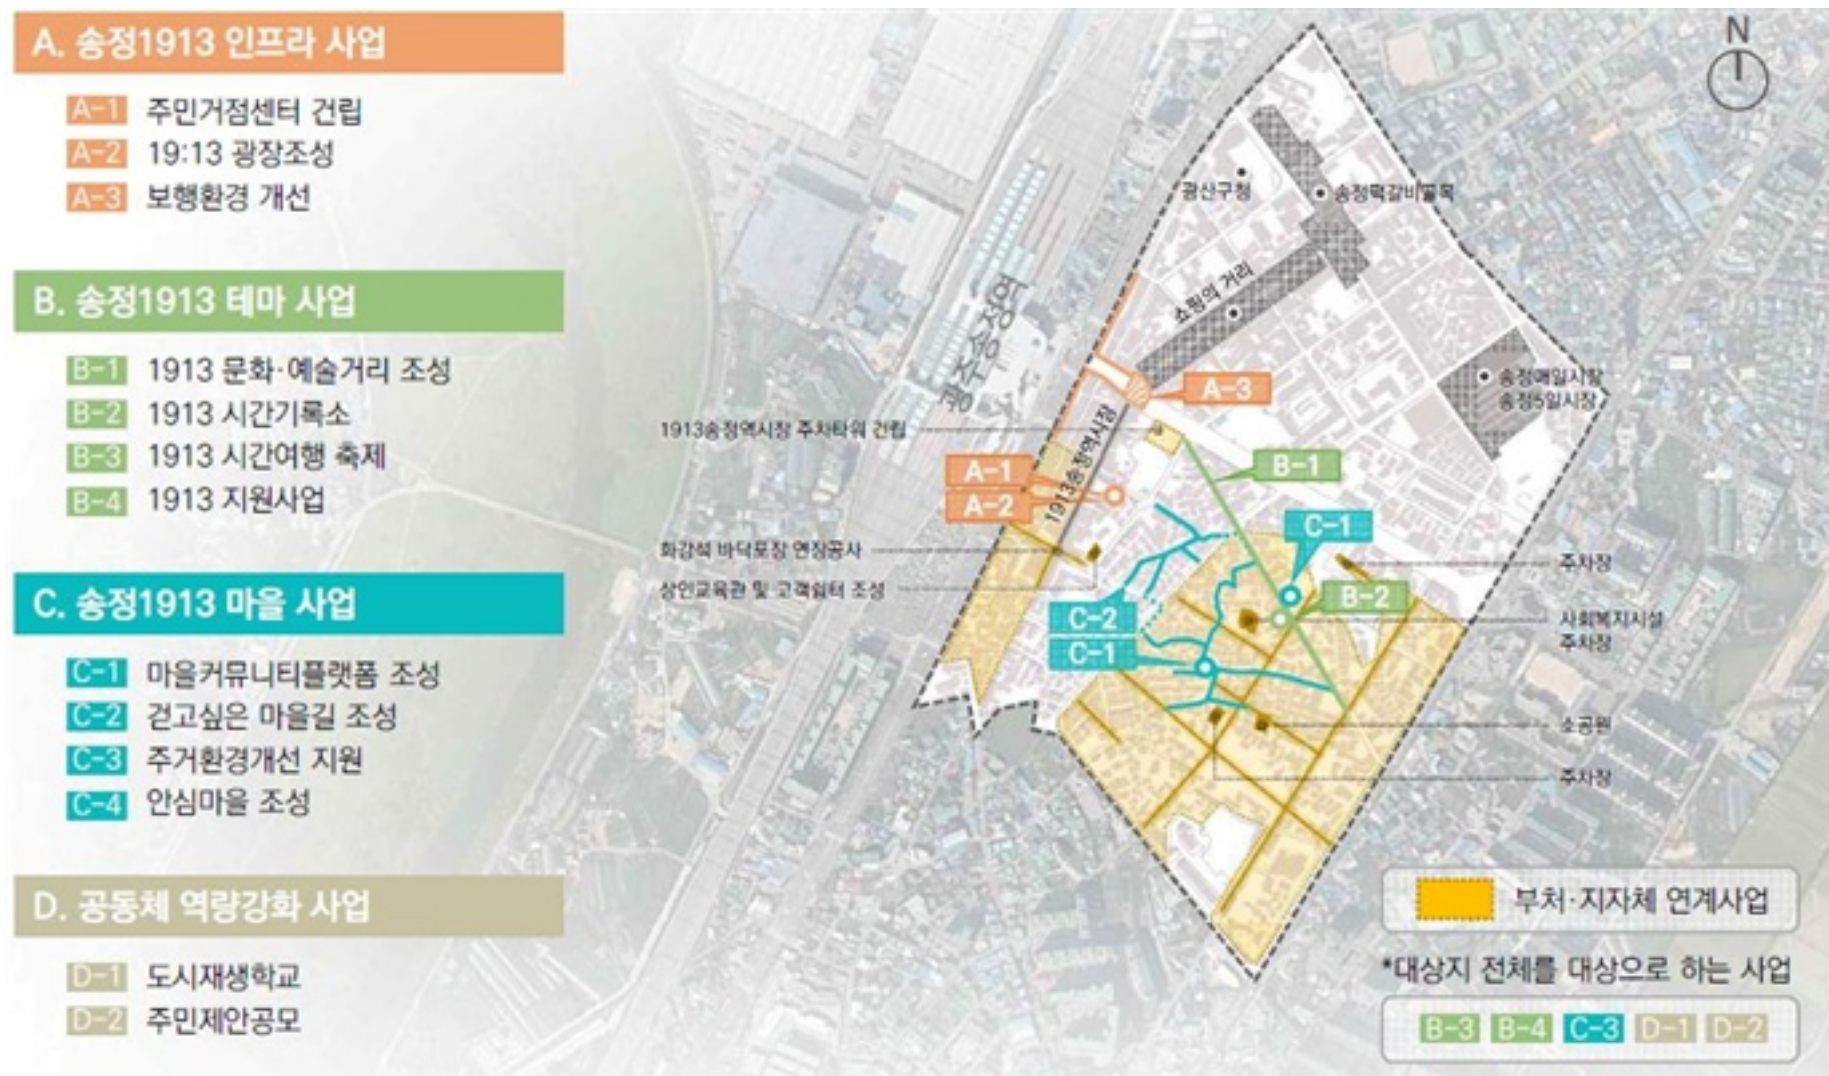 A. 송정1913 인프라 사업
A-1 주민거점센터 건립
A-2 19:13 광장조성
A-3 보행환경 개선
B. 송정1913 테마 사업
B-1 1913 문화·예술거리 조성
B-2 1913 시간기록소
B-3 1913 시간여행 축제
B-4 1913 지원사업
C. 송정1913 마을 사업
C-1 마을커뮤니티플랫폼 조성
C-2 걷고싶은 마을길 조성
C-3 주거환경개선 지원
C-4 안심마을 조성
D. 공동체 역량강화 사업
D-1 도시재생학교
D-2 주민제안공모
N
광산구청
송정떡갈비골목
쇼핑의 거리
광주송정역
송정매일시장
송정5일시장
A-3
1913송정역시장 주차타워 건립
1913송정역시장
A-1
A-2
B-1
C-1
화강석 바닥포장 연장공사
상인교육관 및 고객쉼터 조성
주차장
B-2
C-2
C-1
사회복지시설
주차장
소공원
주차장
부처·지자체 연계사업
*대상지 전체를 대상으로 하는 사업
B-3 B-4 C-3 D-1 D-2